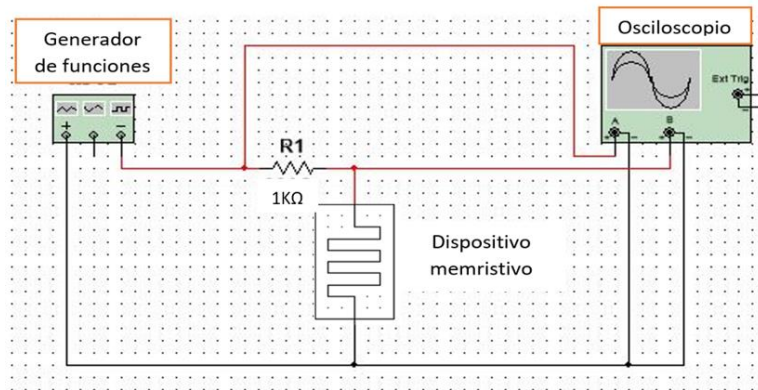 Generador
de funciones
Osciloscopio
Ext Trig
+
-
A
B
+
-
+
-
+
-
R1
1KΩ
Dispositivo
memristivo